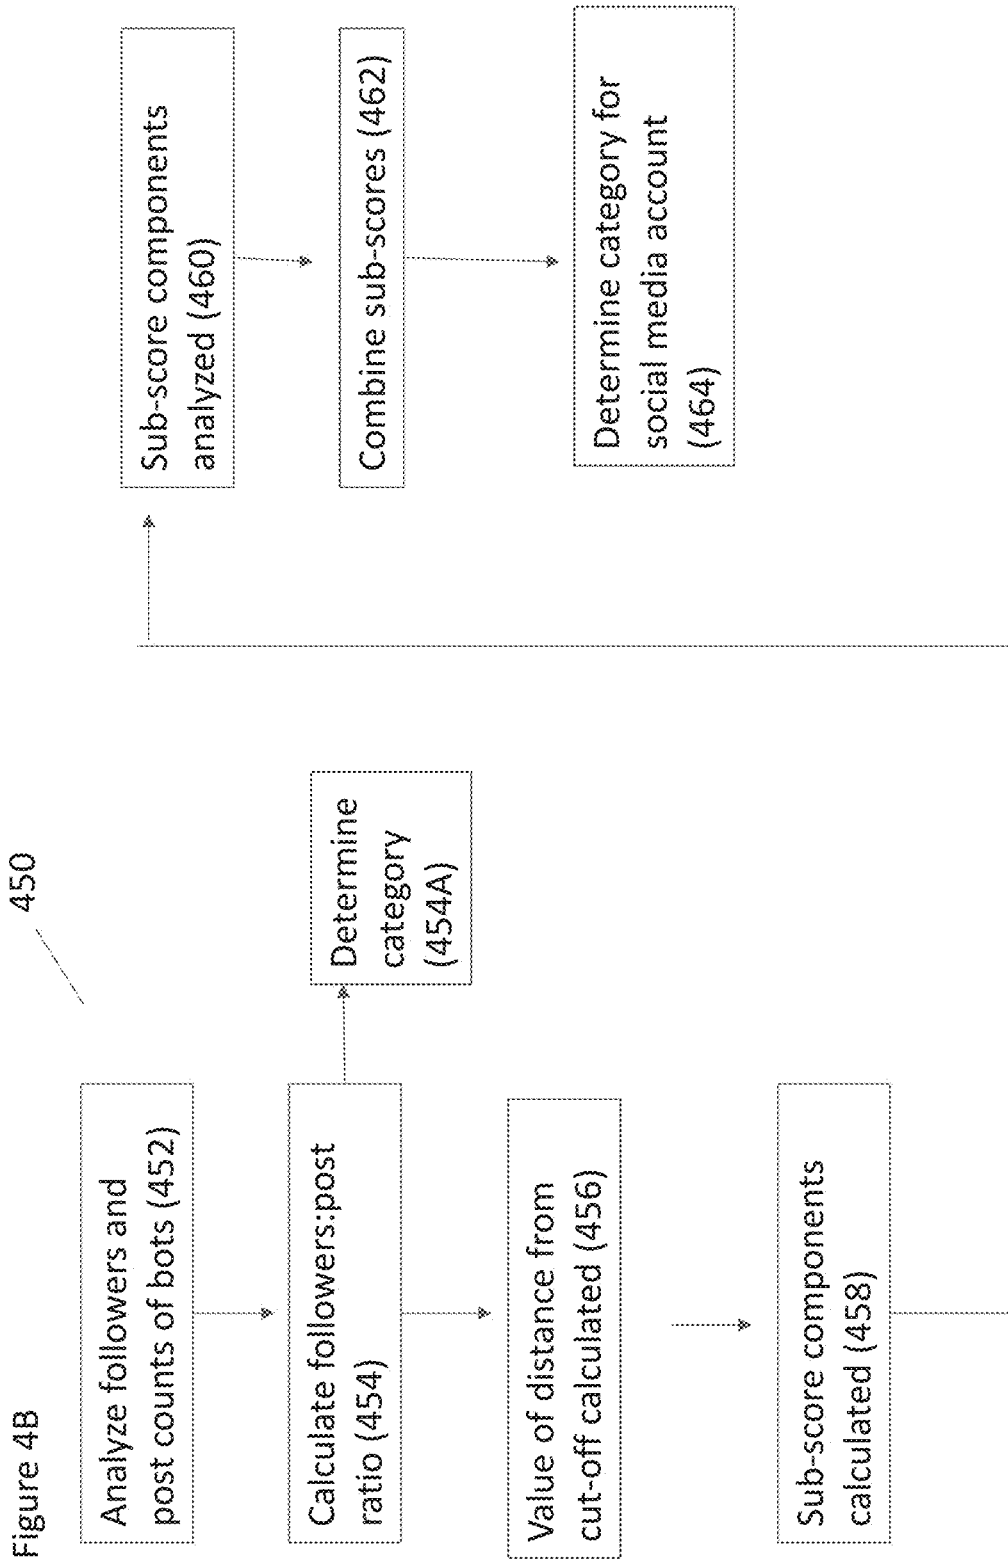 Figure 4B
450
Analyze followers and
post counts of bots (452)
Calculate followers:post
ratio (454)
Determine
category
(454A)
Value of distance from
cut-off calculated (456)
Sub-score components
calculated (458)
Sub-score components
analyzed (460)
Combine sub-scores (462)
Determine category for
social media account
(464)